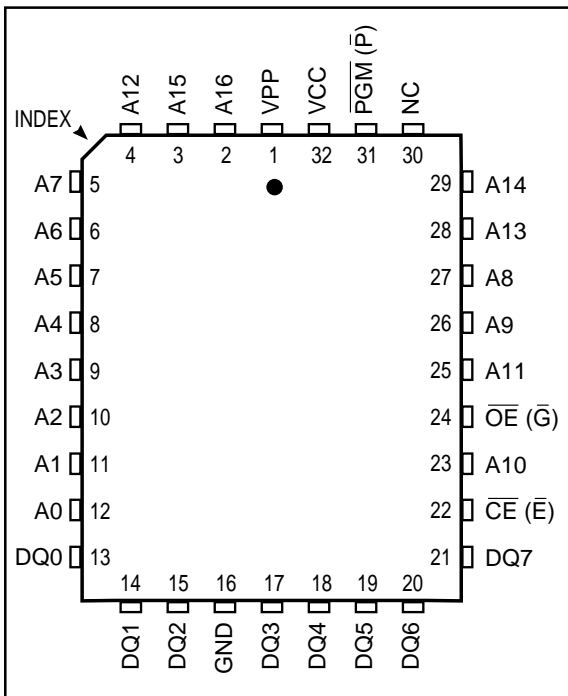 A12 A15 A16 VPP VCC P̅G̅M̅ (P̅) NC
INDEX
4 3 2 1 32 31 30
A7 5 29 A14
A6 6 28 A13
A5 7 27 A8
A4 8 26 A9
A3 9 25 A11
A2 10 24 O̅E̅ (G̅)
A1 11 23 A10
A0 12 22 C̅E̅ (E̅)
DQ0 13 21 DQ7
14 15 16 17 18 19 20
DQ1 DQ2 GND DQ3 DQ4 DQ5 DQ6